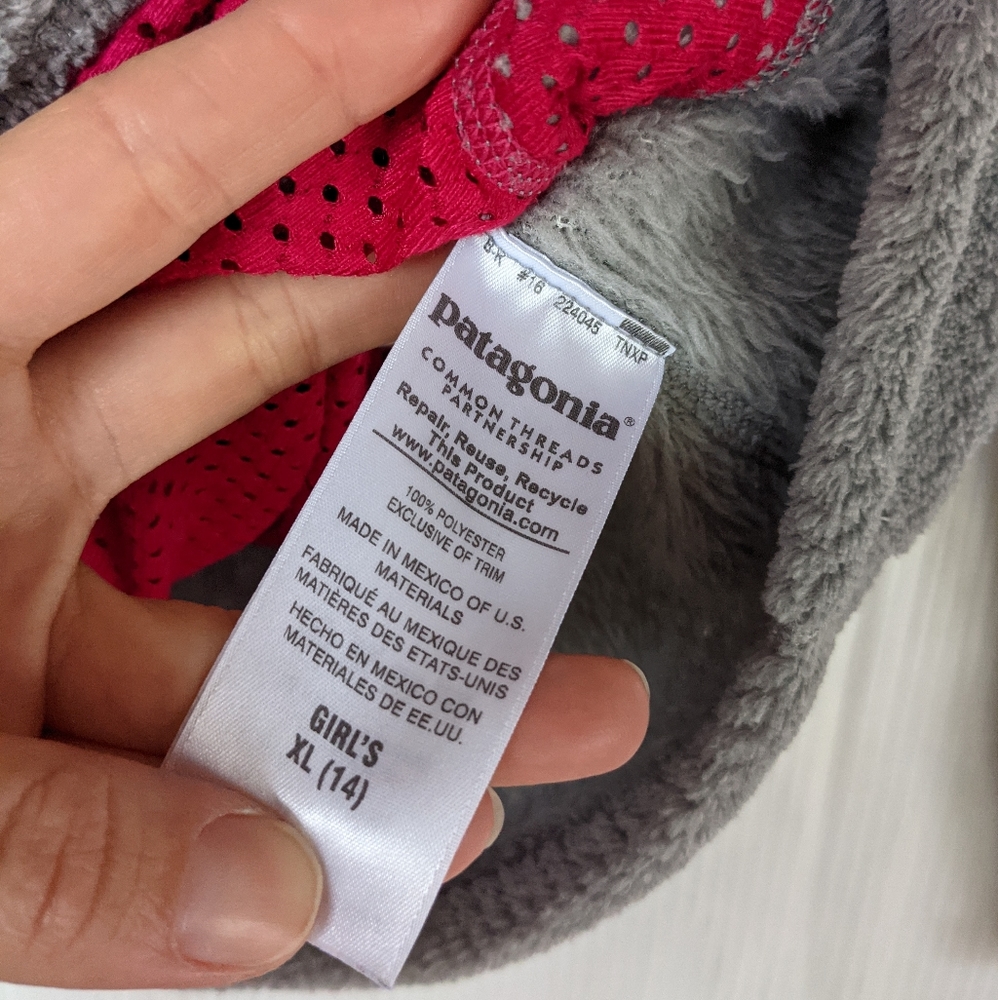 B-R #16 224045 TNXP
patagonia®
COMMON THREADS
PARTNERSHIP
Repair, Reuse, Recycle
This Product
www.patagonia.com
100% POLYESTER
EXCLUSIVE OF TRIM
MADE IN MEXICO OF U.S.
MATERIALS
FABRIQUÉ AU MEXIQUE DES
MATIÈRES DES ETATS-UNIS
HECHO EN MEXICO CON
MATERIALES DE EE.UU.
GIRL'S
XL (14)